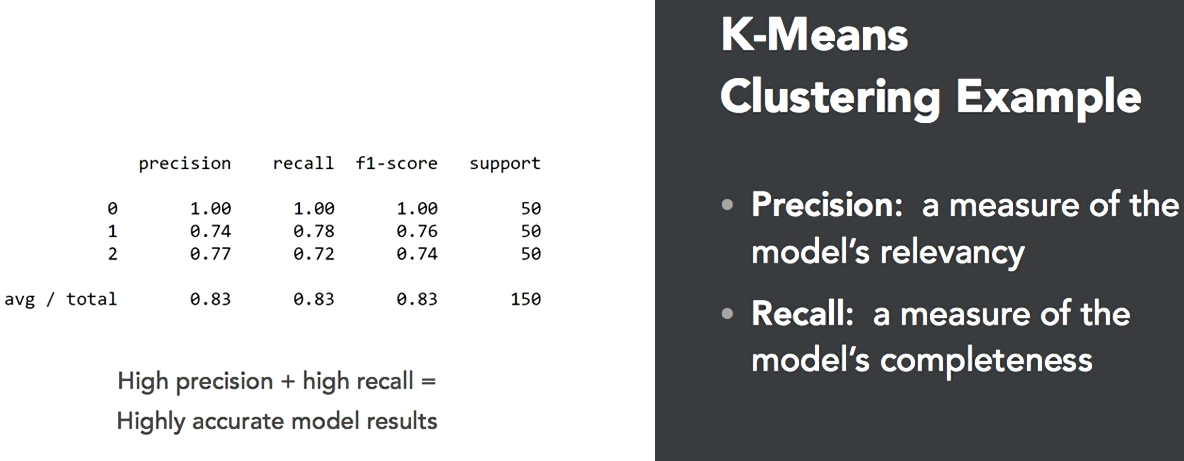 precision recall f1-score support
0 1.00 1.00 1.00 50
1 0.74 0.78 0.76 50
2 0.77 0.72 0.74 50
avg / total 0.83 0.83 0.83 150
High precision + high recall =
Highly accurate model results
K-Means
Clustering Example
• Precision: a measure of the
model's relevancy
• Recall: a measure of the
model's completeness